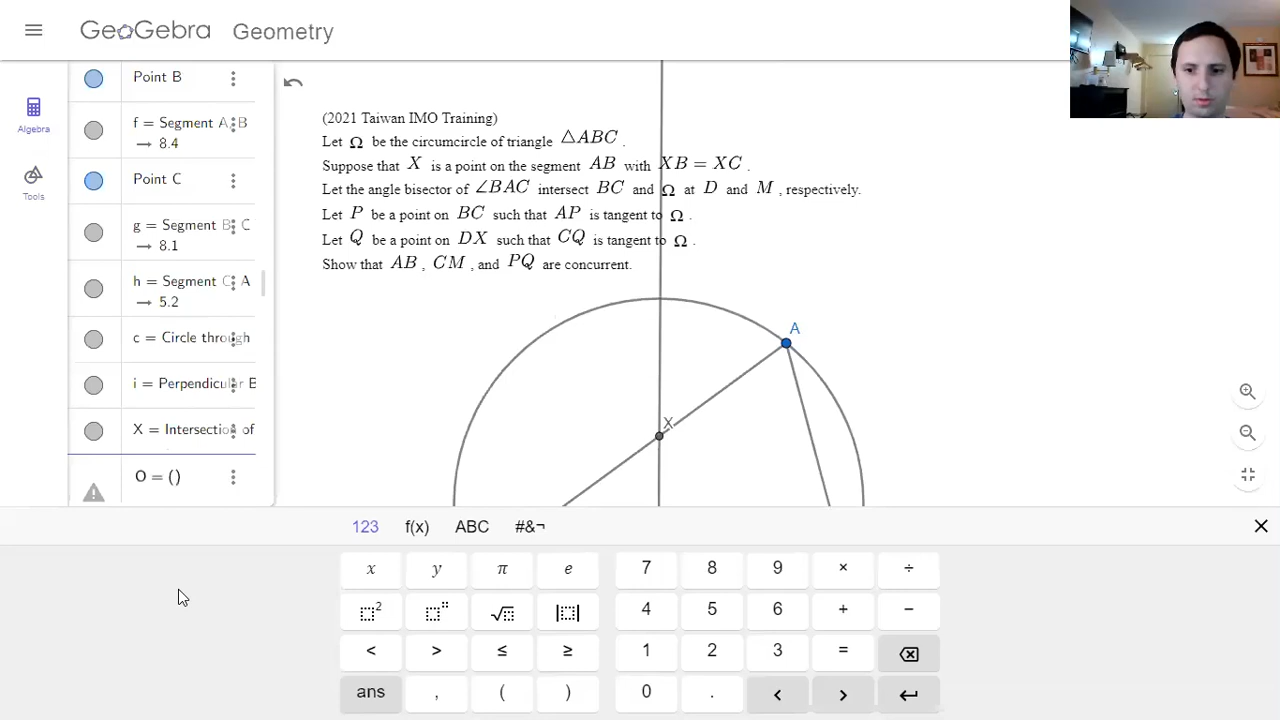 GeoGebra Geometry
Algebra
Tools
Point B
f = Segment A, B
→ 8.4
Point C
g = Segment B, C
→ 8.1
h = Segment C, A
→ 5.2
c = Circle through
i = Perpendicular B
X = Intersection of
O = ()
(2021 Taiwan IMO Training)
Let Ω be the circumcircle of triangle △ABC .
Suppose that X is a point on the segment AB with XB = XC .
Let the angle bisector of ∠BAC intersect BC and Ω at D and M , respectively.
Let P be a point on BC such that AP is tangent to Ω .
Let Q be a point on DX such that CQ is tangent to Ω .
Show that AB , CM , and PQ are concurrent.
A
X
123 f(x) ABC #&¬
x y π e 7 8 9 × ÷
2 √ 4 5 6 + −
< > ≤ ≥ 1 2 3 =
ans , ( ) 0 . < >